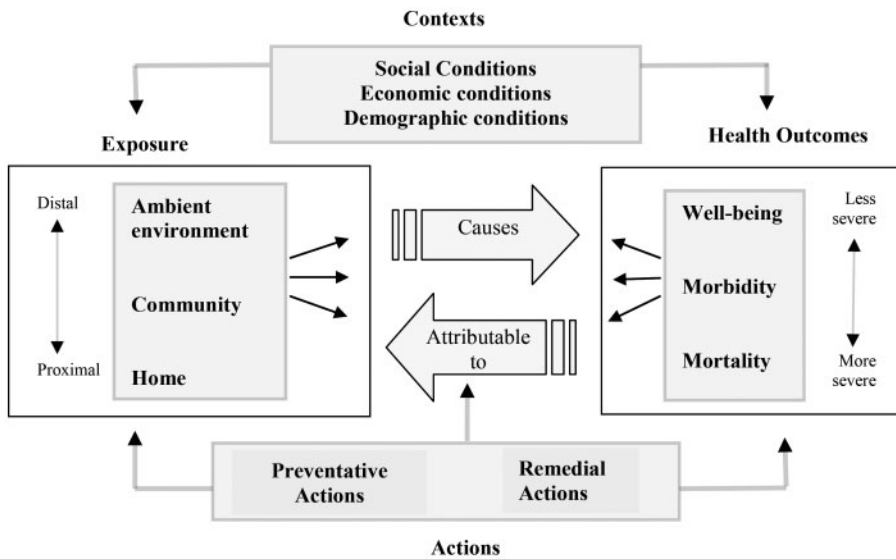 Contexts
Social Conditions
Economic conditions
Demographic conditions
Exposure
Health Outcomes
Distal
Proximal
Ambient
environment
Community
Home
Causes
Attributable
to
Well-being
Morbidity
Mortality
Less
severe
More
severe
Preventative
Actions
Remedial
Actions
Actions